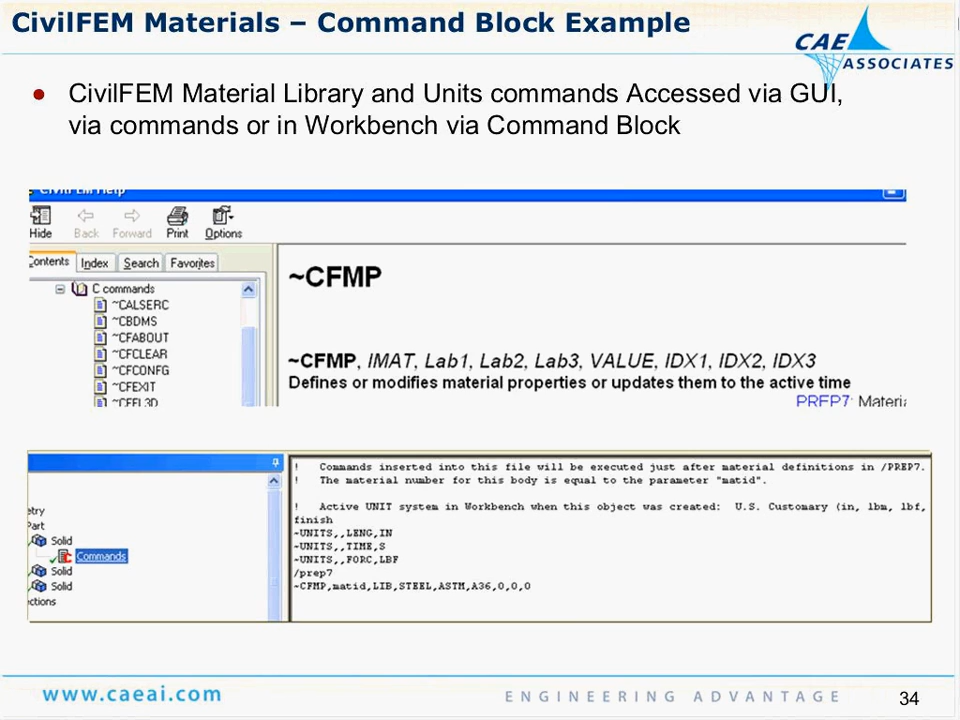 CivilFEM Materials – Command Block Example
CAE
ASSOCIATES
● CivilFEM Material Library and Units commands Accessed via GUI,
via commands or in Workbench via Command Block
CivilFEM Help
Hide Back Forward Print Options
Contents Index Search Favorites
C commands
~CALSERC
~CBDMS
~CFABOUT
~CFCLEAR
~CFCONFG
~CFEXIT
~CFMP
~CFMP, IMAT, Lab1, Lab2, Lab3, VALUE, IDX1, IDX2, IDX3
Defines or modifies material properties or updates them to the active time
PREP7: Materia
etry
Part
Solid
Commands
Solid
Solid
ections
! Commands inserted into this file will be executed just after material definitions in /PREP7.
! The material number for this body is equal to the parameter "matid".
! Active UNIT system in Workbench when this object was created: U.S. Customary (in, lbm, lbf,
finish
~UNITS,,LENG,IN
~UNITS,,TIME,S
~UNITS,,FORC,LBF
/prep7
~CFMP,matid,LIB,STEEL,ASTM,A36,0,0,0
www.caeai.com
ENGINEERING ADVANTAGE
34